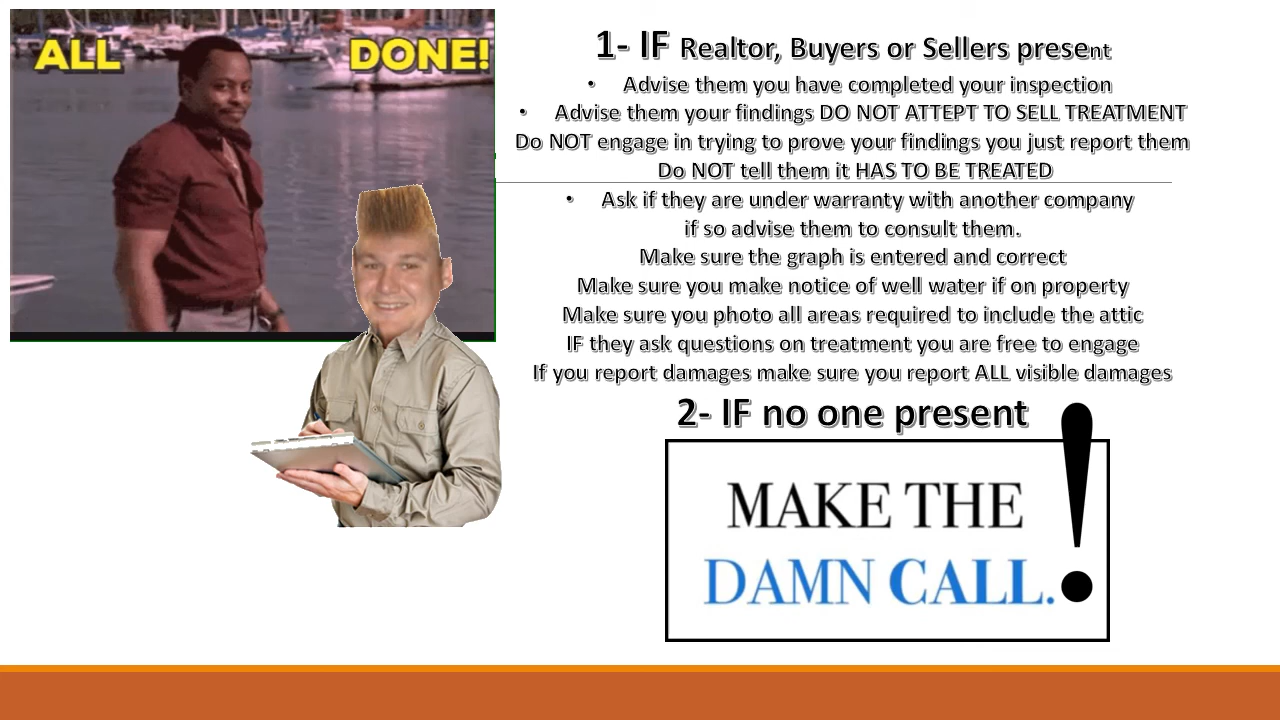 ALL DONE!
1- IF Realtor, Buyers or Sellers present
• Advise them you have completed your inspection
• Advise them your findings DO NOT ATTEPT TO SELL TREATMENT
Do NOT engage in trying to prove your findings you just report them
Do NOT tell them it HAS TO BE TREATED
• Ask if they are under warranty with another company
if so advise them to consult them.
Make sure the graph is entered and correct
Make sure you make notice of well water if on property
Make sure you photo all areas required to include the attic
IF they ask questions on treatment you are free to engage
If you report damages make sure you report ALL visible damages
2- IF no one present
MAKE THE
DAMN CALL.!